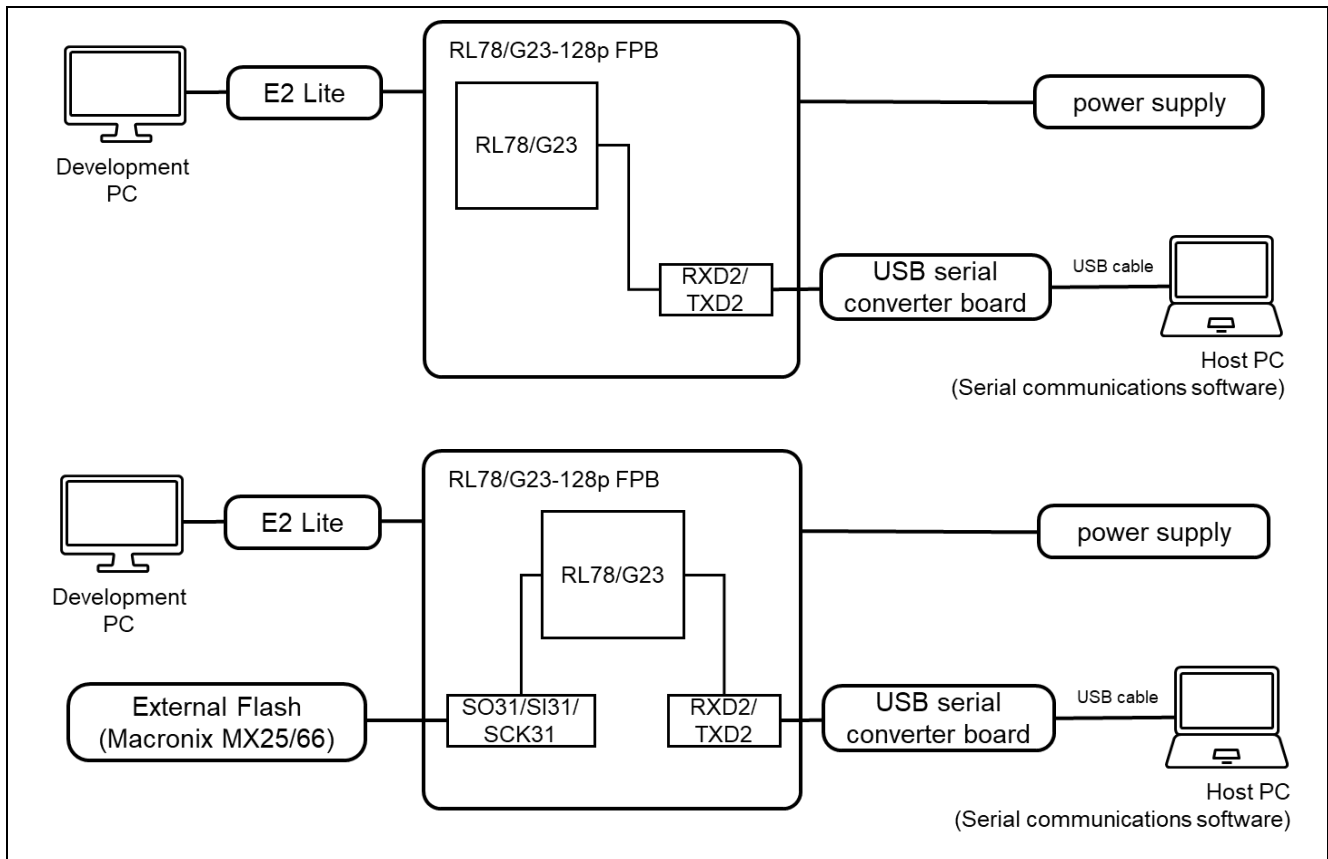 RL78/G23-128p FPB
E2 Lite
power supply
RL78/G23
Development
PC
RXD2/
TXD2
USB serial
converter board
USB cable
Host PC
(Serial communications software)
RL78/G23-128p FPB
E2 Lite
power supply
RL78/G23
Development
PC
External Flash
(Macronix MX25/66)
SO31/SI31/
SCK31
RXD2/
TXD2
USB serial
converter board
USB cable
Host PC
(Serial communications software)